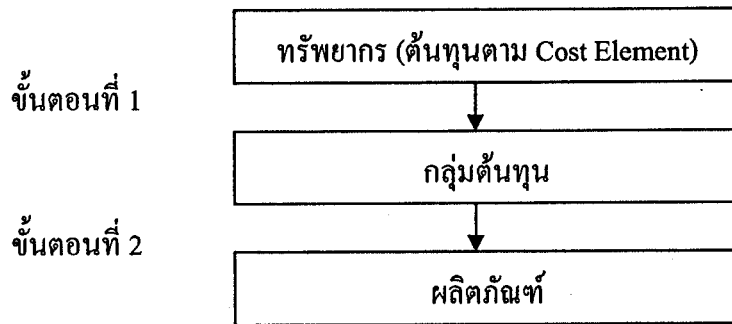 ทรัพยากร (ต้นทุนตาม Cost Element)
ขั้นตอนที่ 1
กลุ่มต้นทุน
ขั้นตอนที่ 2
ผลิตภัณฑ์